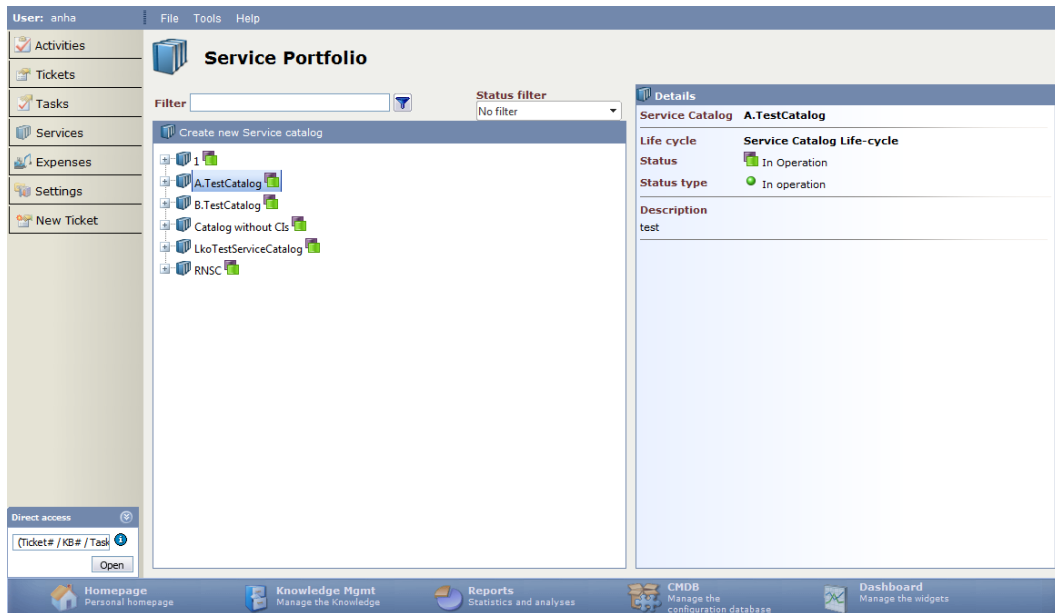 User: anha
File Tools Help
Activities
Tickets
Tasks
Services
Expenses
Settings
New Ticket
Service Portfolio
Filter
Status filter
No filter
Create new Service catalog
1
A.TestCatalog
B.TestCatalog
Catalog without CIs
LkoTestServiceCatalog
RNSC
Details
Service Catalog A.TestCatalog
Life cycle Service Catalog Life-cycle
Status In Operation
Status type In operation
Description
test
Direct access
(Ticket# / KB# / Task
Open
Homepage
Personal homepage
Knowledge Mgmt
Manage the Knowledge
Reports
Statistics and analyses
CMDB
Manage the
configuration database
Dashboard
Manage the widgets